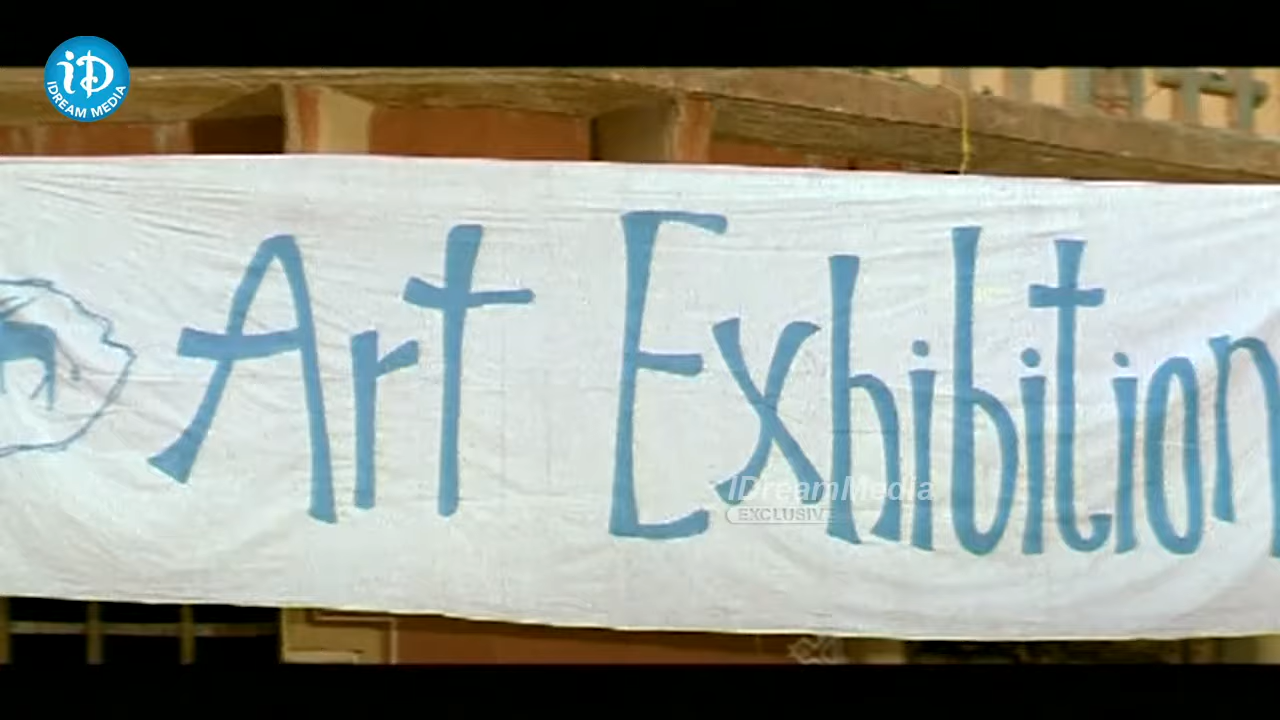 iD
IDREAM MEDIA
Art Exhibition
IDreamMedia
EXCLUSIVE